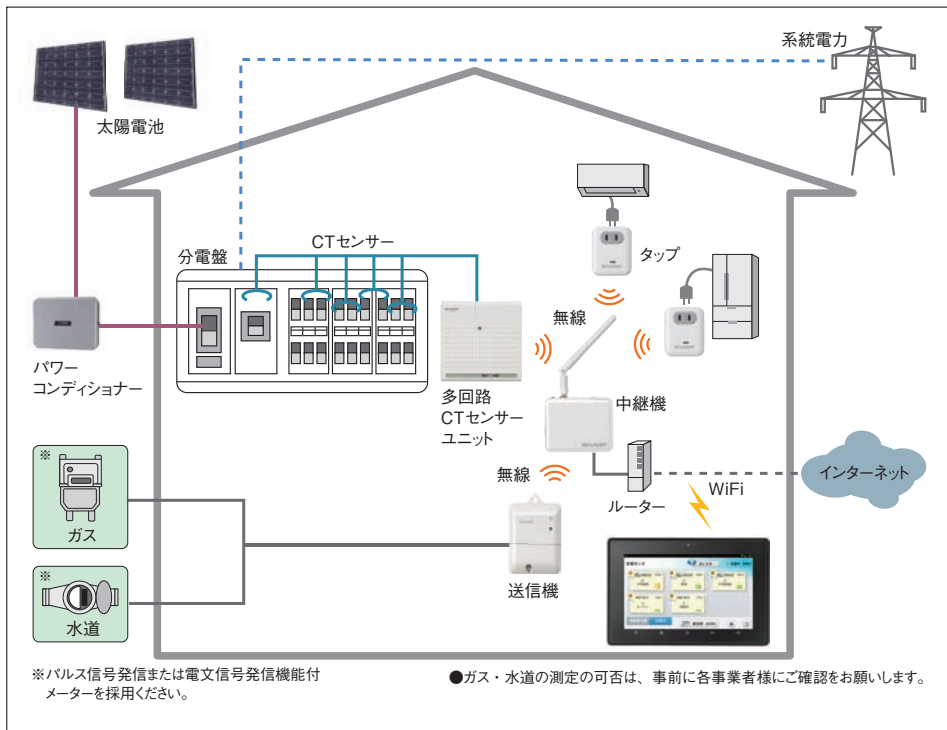 系統電力
太陽電池
分電盤
CTセンサー
タップ
無線
パワー
コンディショナー
多回路
CTセンサー
ユニット
中継機
※
ガス
無線
ルーター
WiFi
インターネット
※
水道
送信機
※パルス信号発信または電文信号発信機能付
メーターを採用ください。
●ガス・水道の測定の可否は、事前に各事業者様にご確認をお願いします。